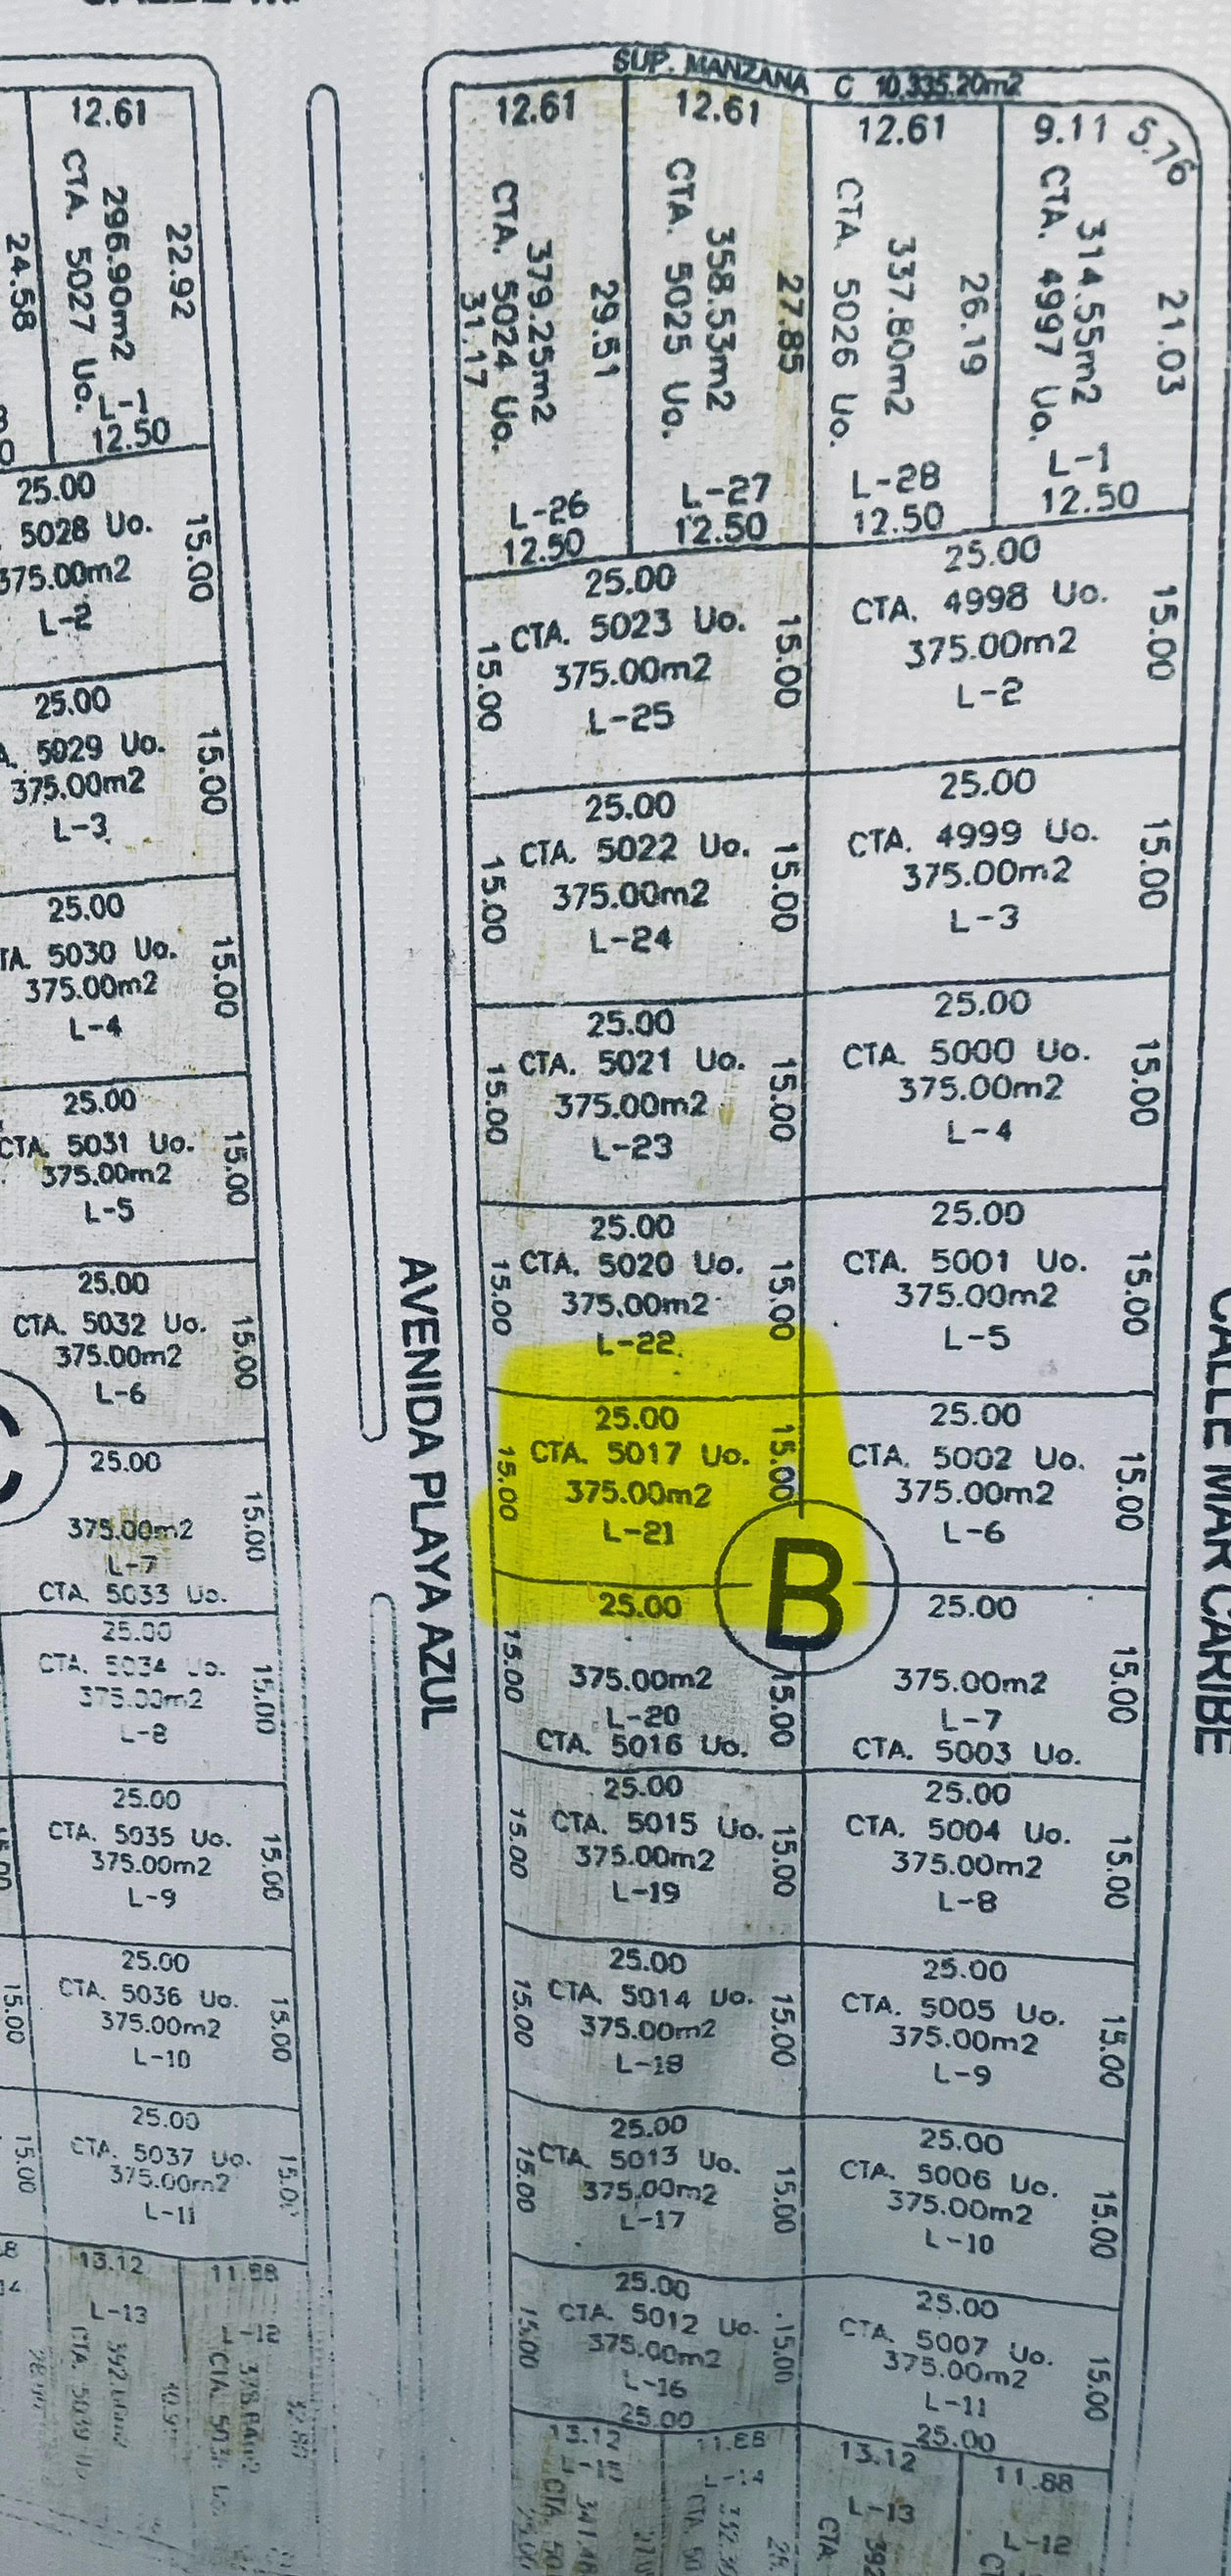 SUP. MANZANA C 10,335.20m2
12.61
22.92
296.90m2
CTA. 5027 Uo.
L-1
12.50
24.58
25.00
5028 Uo.
375.00m2
L-2
15.00
25.00
5029 Uo.
375.00m2
L-3
15.00
25.00
TA. 5030 Uo.
375.00m2
L-4
15.00
25.00
CTA. 5031 Uo.
375.00m2
L-5
15.00
25.00
CTA. 5032 Uo.
375.00m2
L-6
15.00
25.00
375.00m2
L-7
CTA. 5033 Uo.
15.00
25.00
CTA. 5034 Uo.
375.00m2
L-8
15.00
25.00
CTA. 5035 Uo.
375.00m2
L-9
15.00
25.00
CTA. 5036 Uo.
375.00m2
L-10
15.00
15.00
25.00
CTA. 5037 Uo.
375.00m2
L-11
15.00
13.12
L-13
11.88
AVENIDA PLAYA AZUL
12.61
29.51
379.25m2
CTA. 5024 Uo.
31.17
L-26
12.50
12.61
27.85
358.53m2
CTA. 5025 Uo.
L-27
12.50
12.61
26.19
337.80m2
CTA. 5026 Uo.
L-28
12.50
9.11
5.76
21.03
314.55m2
CTA. 4997 Uo.
L-1
12.50
25.00
CTA. 5023 Uo.
375.00m2
L-25
15.00
15.00
25.00
CTA. 4998 Uo.
375.00m2
L-2
15.00
25.00
CTA. 5022 Uo.
375.00m2
L-24
15.00
15.00
25.00
CTA. 4999 Uo.
375.00m2
L-3
15.00
25.00
CTA. 5021 Uo.
375.00m2
L-23
15.00
15.00
25.00
CTA. 5000 Uo.
375.00m2
L-4
15.00
25.00
CTA. 5020 Uo.
375.00m2
L-22
15.00
15.00
25.00
CTA. 5001 Uo.
375.00m2
L-5
15.00
25.00
CTA. 5017 Uo.
375.00m2
L-21
15.00
15.00
B
25.00
CTA. 5002 Uo.
375.00m2
L-6
15.00
25.00
375.00m2
L-20
CTA. 5016 Uo.
15.00
15.00
25.00
375.00m2
L-7
CTA. 5003 Uo.
15.00
25.00
CTA. 5015 Uo.
375.00m2
L-19
15.00
15.00
25.00
CTA. 5004 Uo.
375.00m2
L-8
15.00
25.00
CTA. 5014 Uo.
375.00m2
L-18
15.00
15.00
25.00
CTA. 5005 Uo.
375.00m2
L-9
15.00
25.00
CTA. 5013 Uo.
375.00m2
L-17
15.00
15.00
25.00
CTA. 5006 Uo.
375.00m2
L-10
15.00
25.00
CTA. 5012 Uo.
375.00m2
L-16
25.00
15.00
15.00
25.00
CTA. 5007 Uo.
375.00m2
L-11
25.00
15.00
13.12
11.88
L-14
13.12
L-13
CTA.
11.88
L-12
CALLE MAR CARIBE